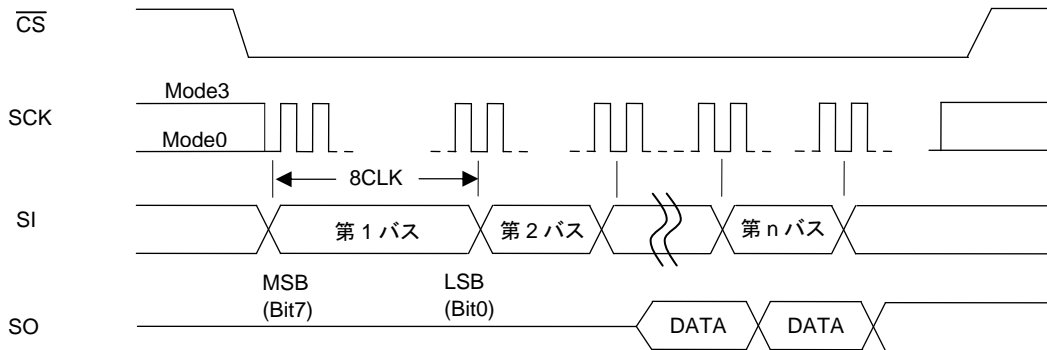 CS
Mode3
SCK
Mode0
8CLK
SI
第 1 バス
第 2 バス
第 n バス
MSB
(Bit7)
LSB
(Bit0)
SO
DATA
DATA